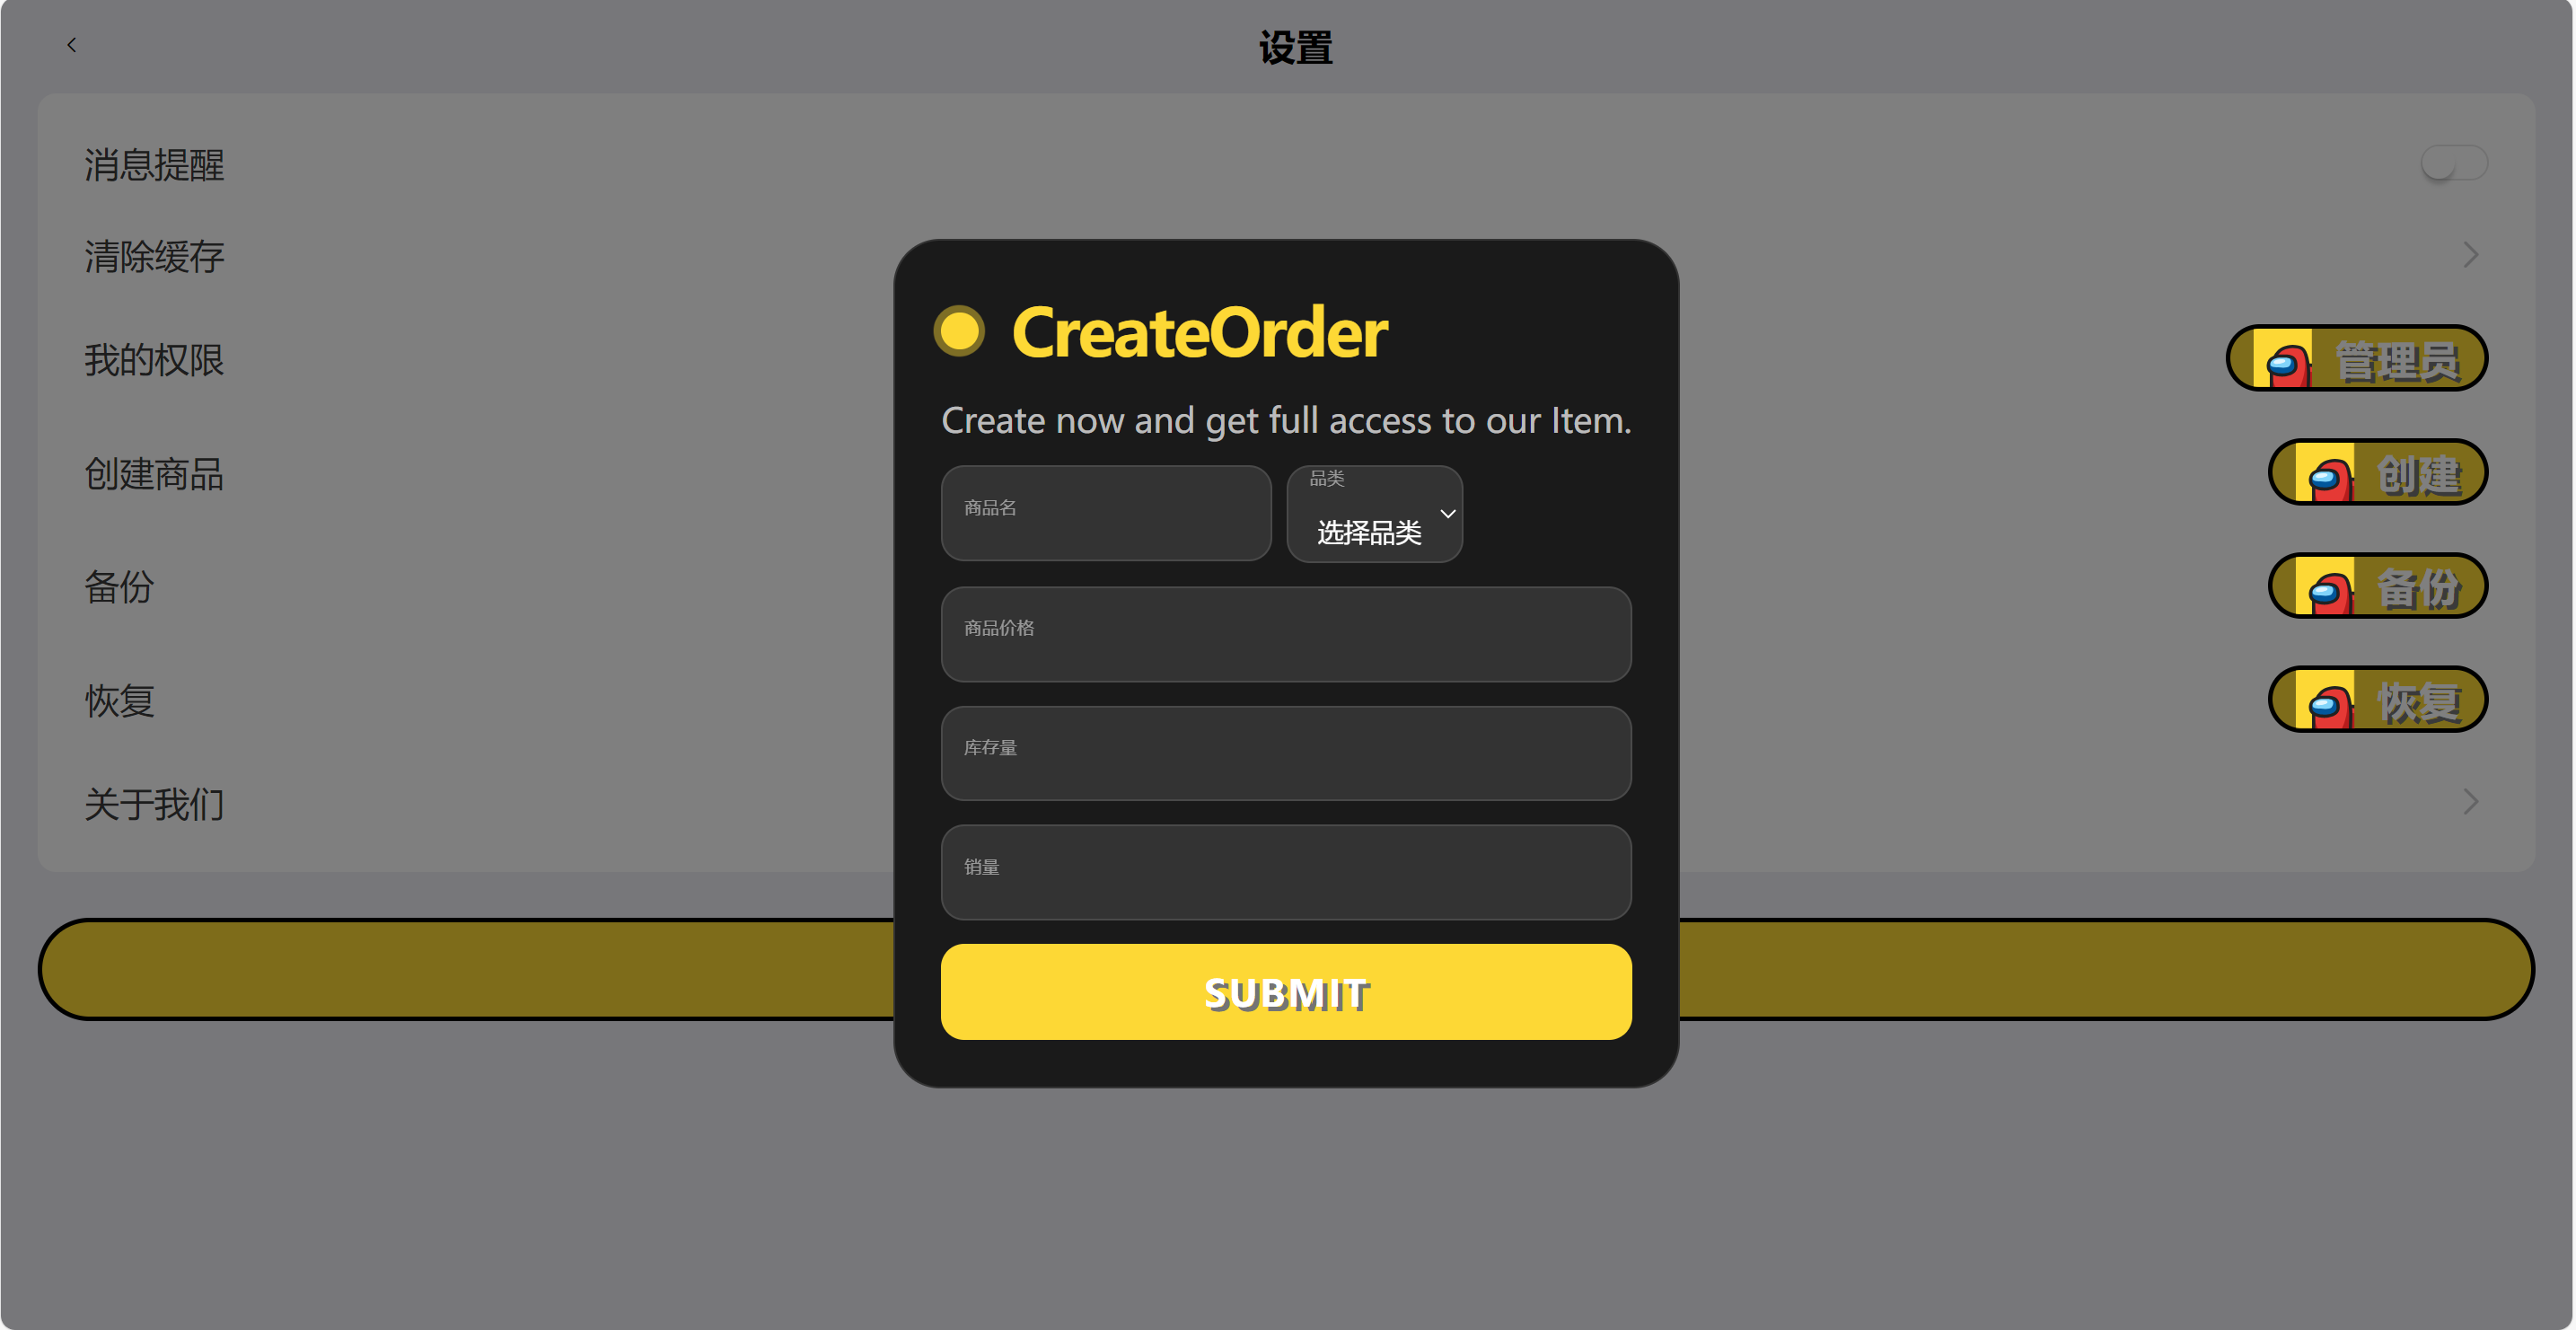 设置
消息提醒
清除缓存
我的权限
管理员
创建商品
创建
备份
备份
恢复
恢复
关于我们
CreateOrder
Create now and get full access to our Item.
商品名
品类
选择品类
商品价格
库存量
销量
SUBMIT